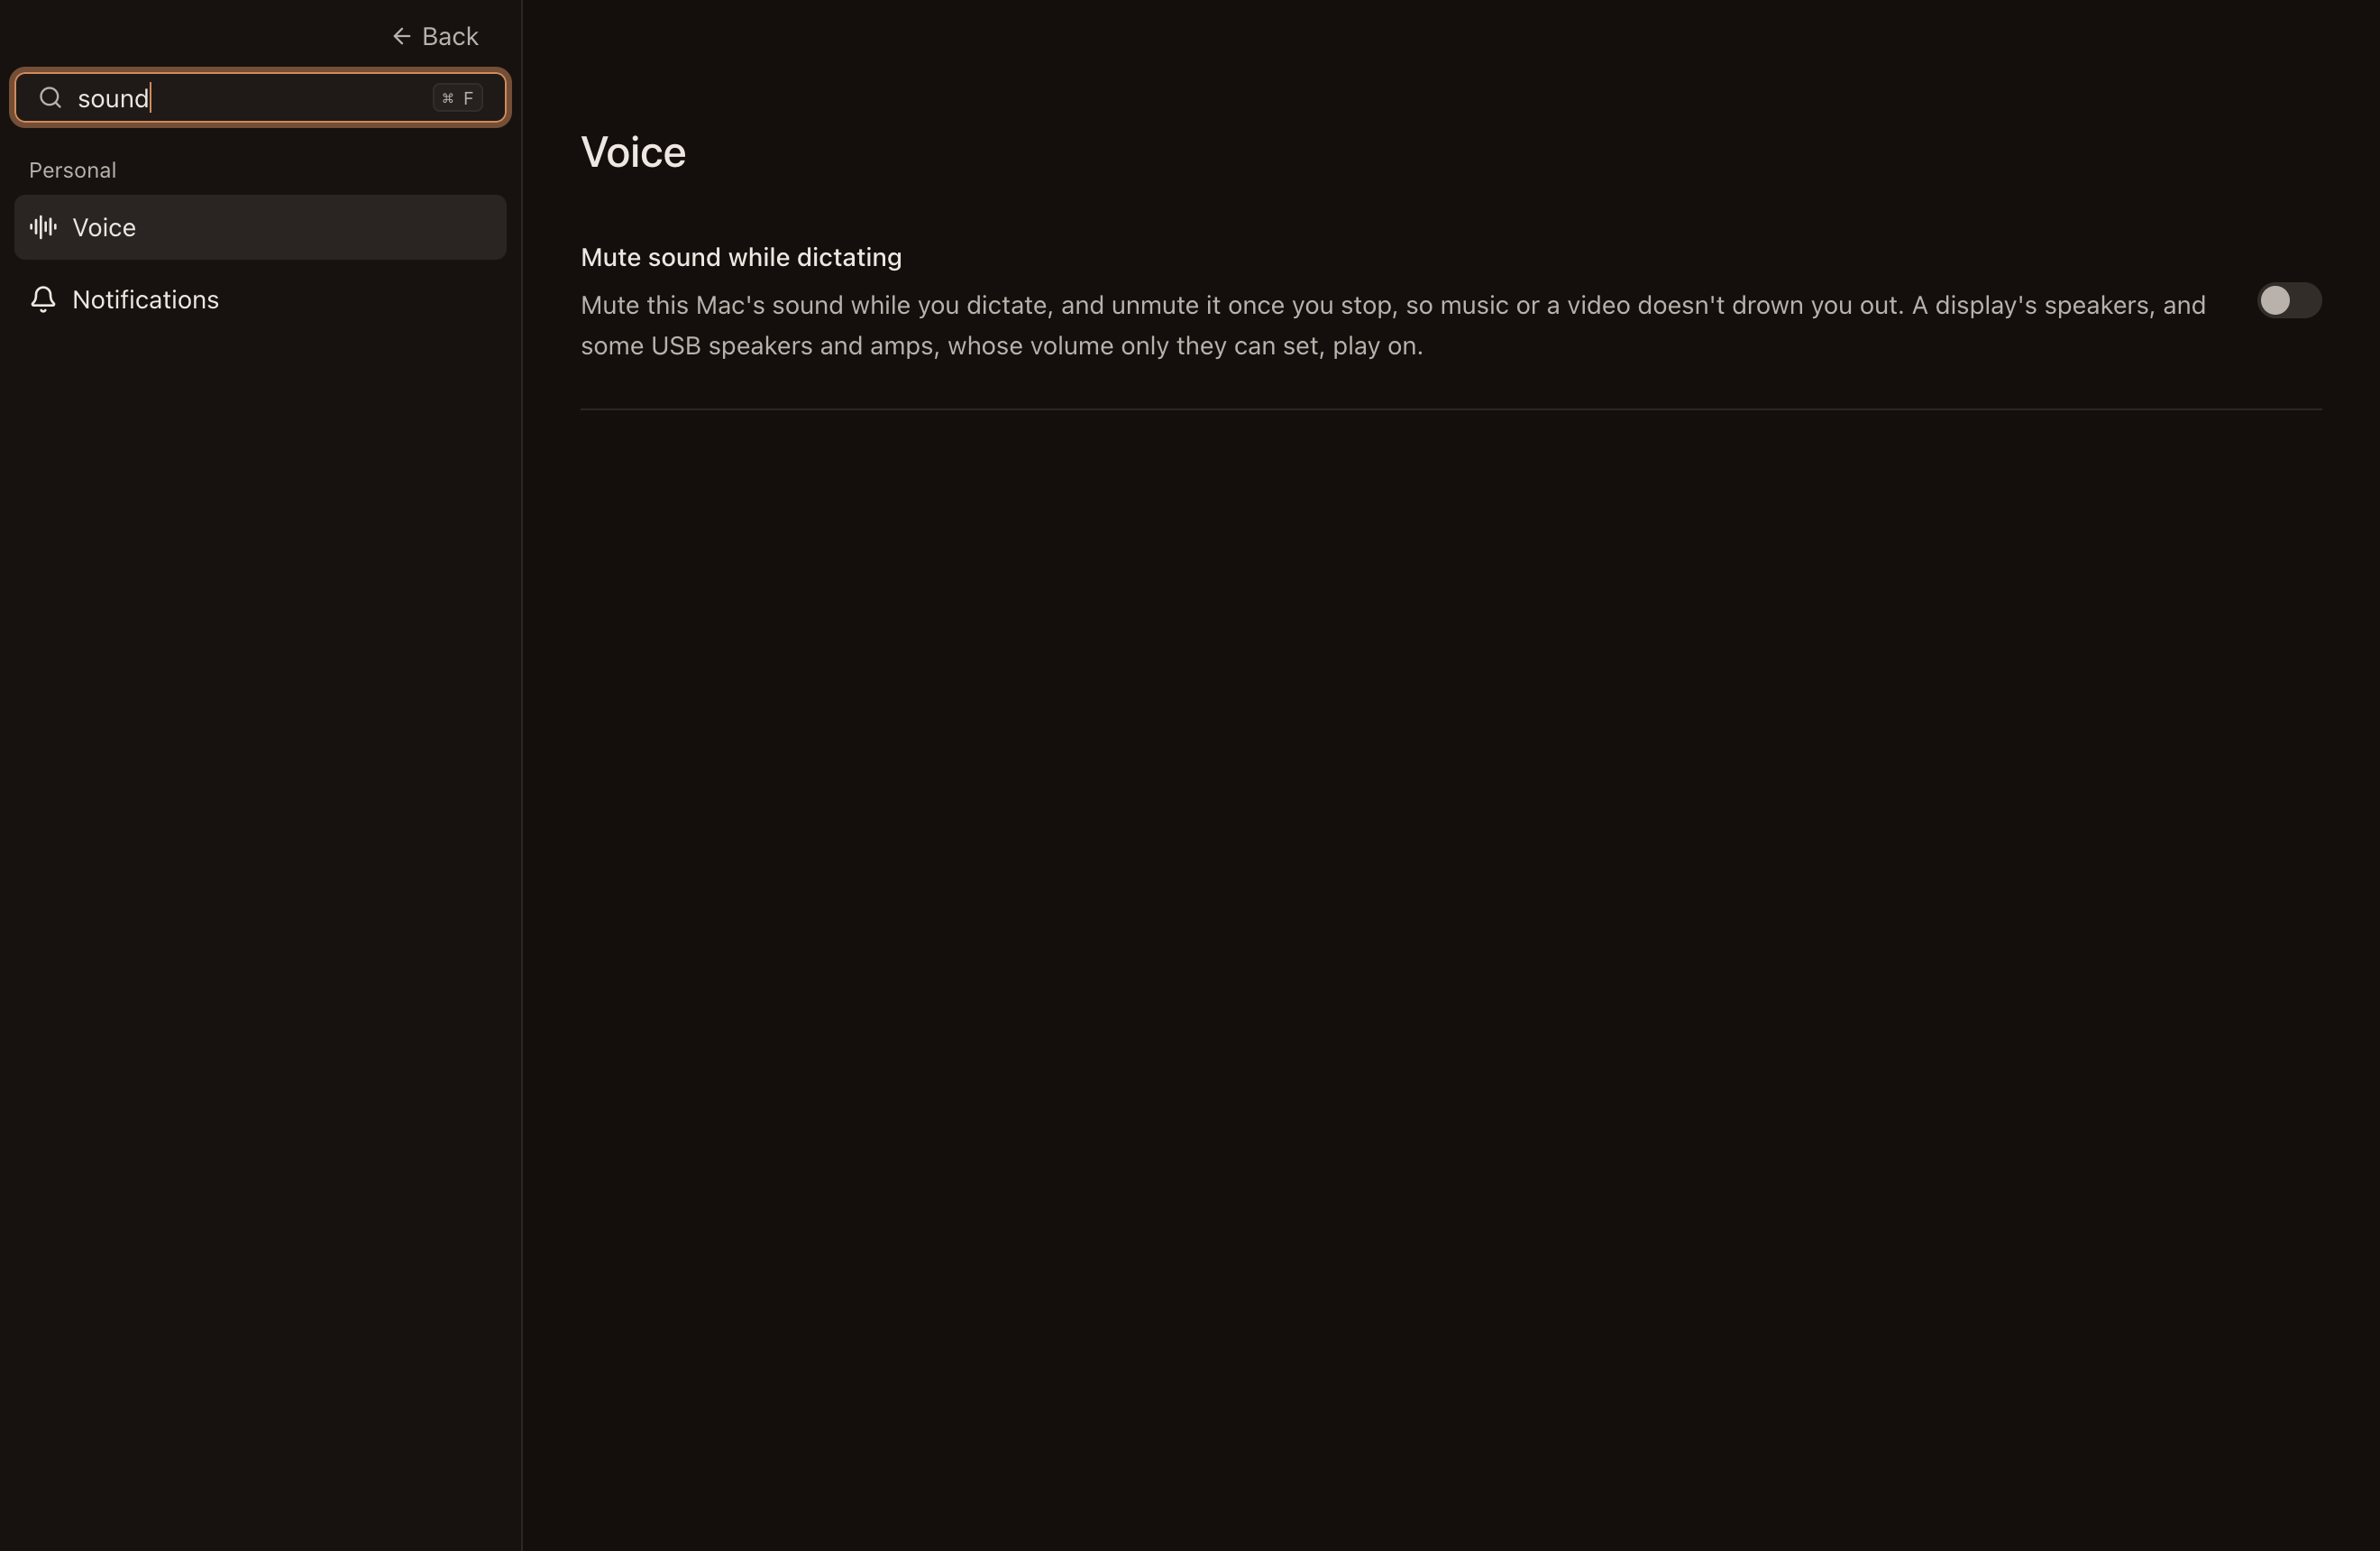 Back
sound
⌘ F
Personal
Voice
Notifications
Voice
Mute sound while dictating
Mute this Mac's sound while you dictate, and unmute it once you stop, so music or a video doesn't drown you out. A display's speakers, and
some USB speakers and amps, whose volume only they can set, play on.